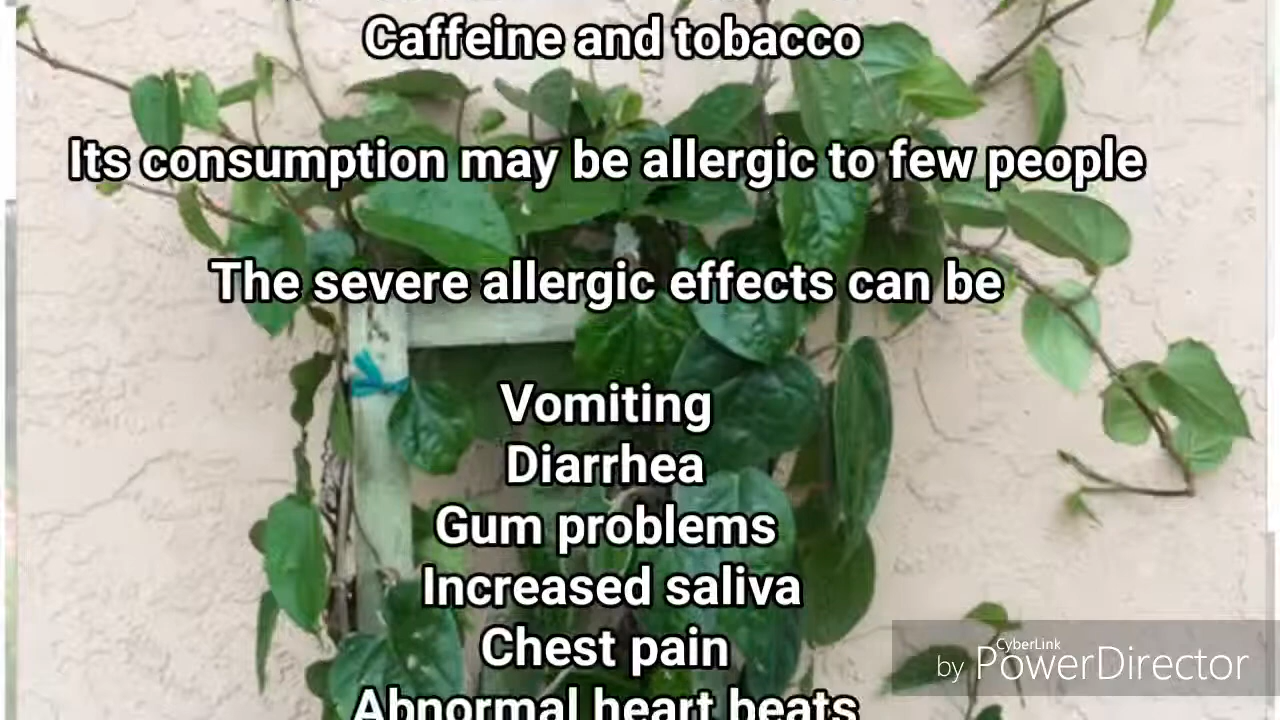 Caffeine and tobacco
Its consumption may be allergic to few people
The severe allergic effects can be
Vomiting
Diarrhea
Gum problems
Increased saliva
Chest pain
Abnormal heart beats
CyberLink
by PowerDirector